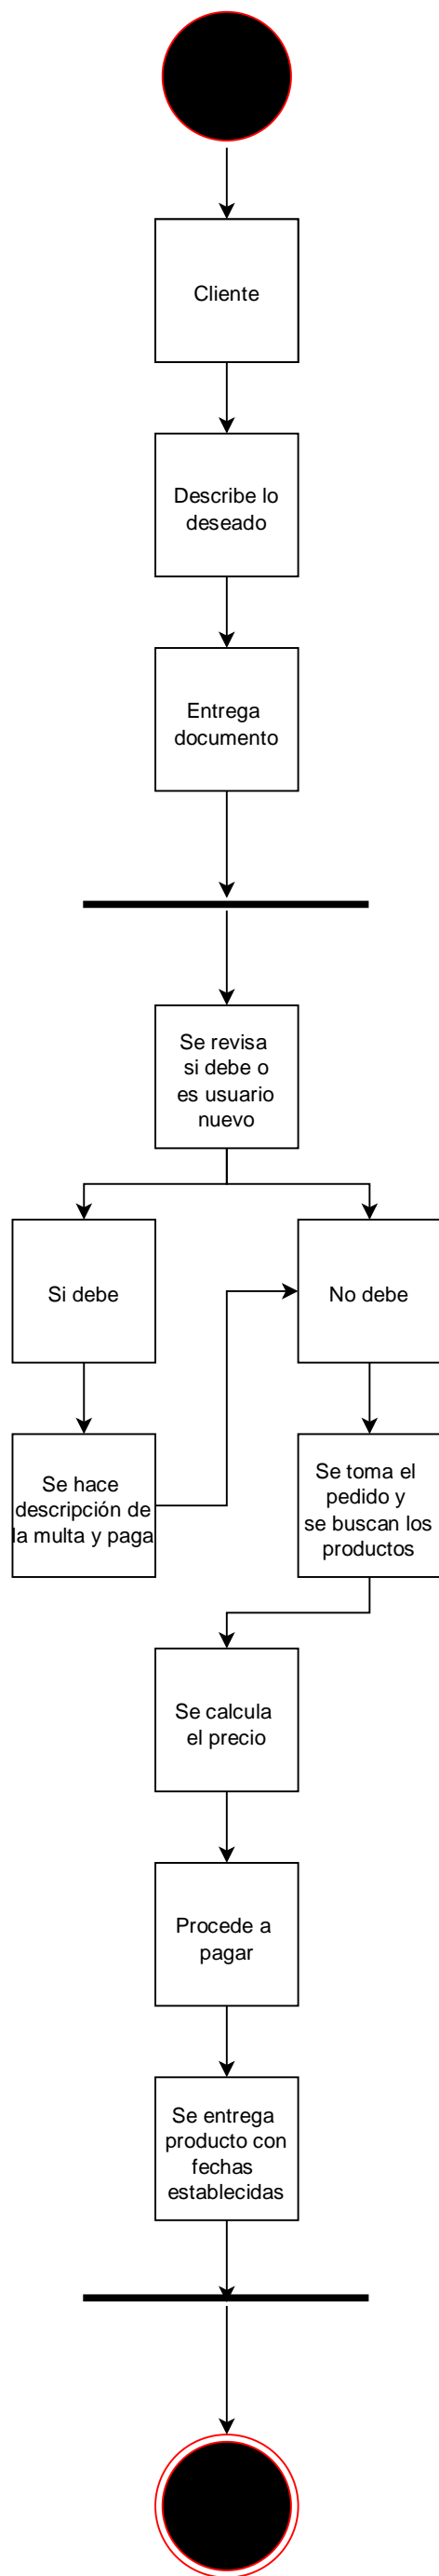 Cliente
Describe lo
deseado
Entrega
documento
Se revisa
si debe o
es usuario
nuevo
Si debe
No debe
Se hace
descripción de
la multa y paga
Se toma el
pedido y
se buscan los
productos
Se calcula
el precio
Procede a
pagar
Se entrega
producto con
fechas
establecidas